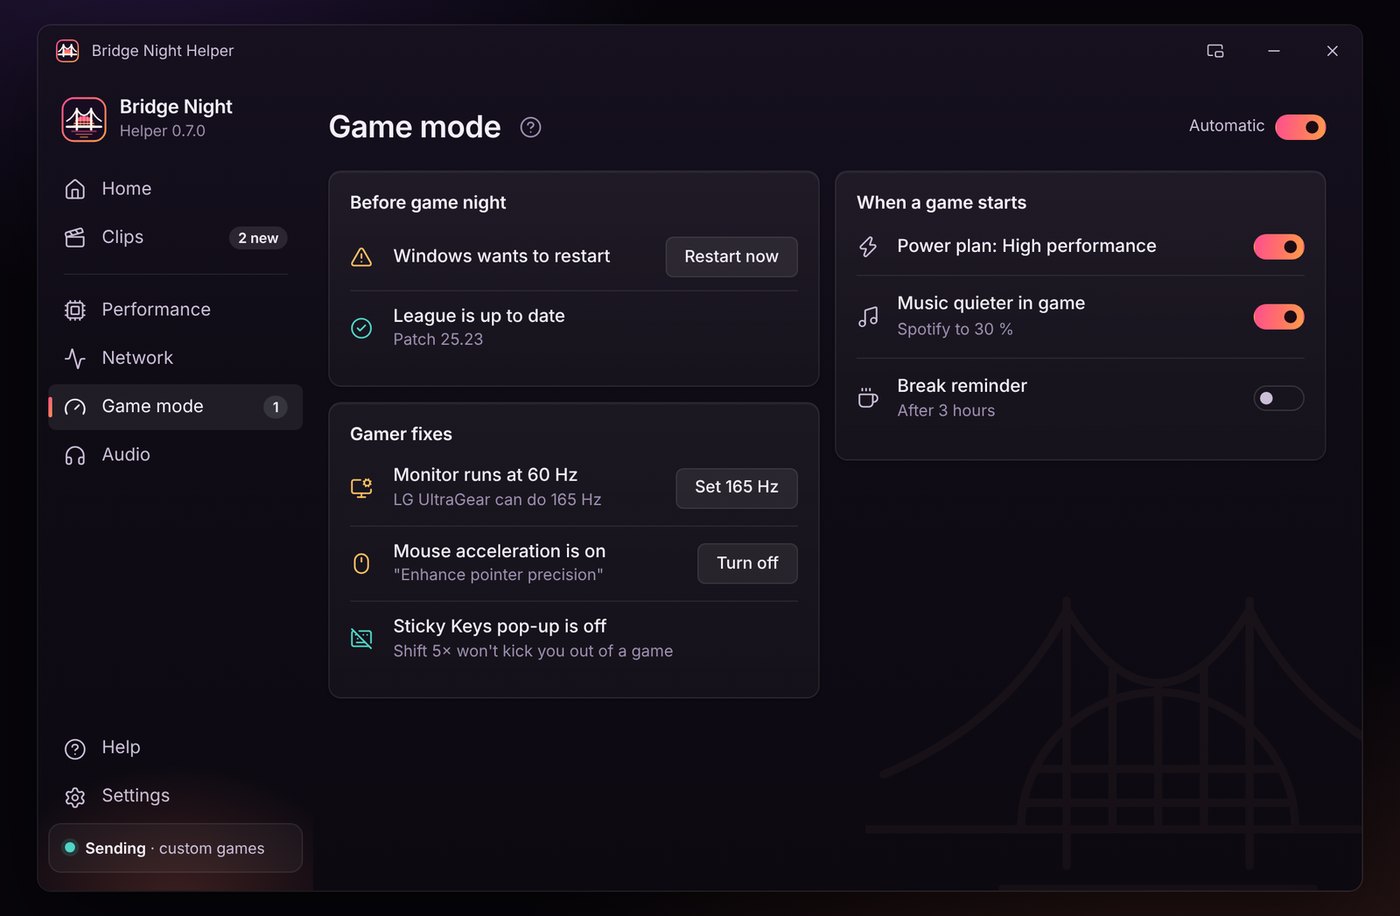 Bridge Night Helper
Bridge Night
Helper 0.7.0
Home
Clips
2 new
Performance
Network
Game mode
1
Audio
Help
Settings
Sending · custom games
Game mode
Automatic
Before game night
Windows wants to restart
Restart now
League is up to date
Patch 25.23
Gamer fixes
Monitor runs at 60 Hz
LG UltraGear can do 165 Hz
Set 165 Hz
Mouse acceleration is on
"Enhance pointer precision"
Turn off
Sticky Keys pop-up is off
Shift 5× won't kick you out of a game
When a game starts
Power plan: High performance
Music quieter in game
Spotify to 30 %
Break reminder
After 3 hours